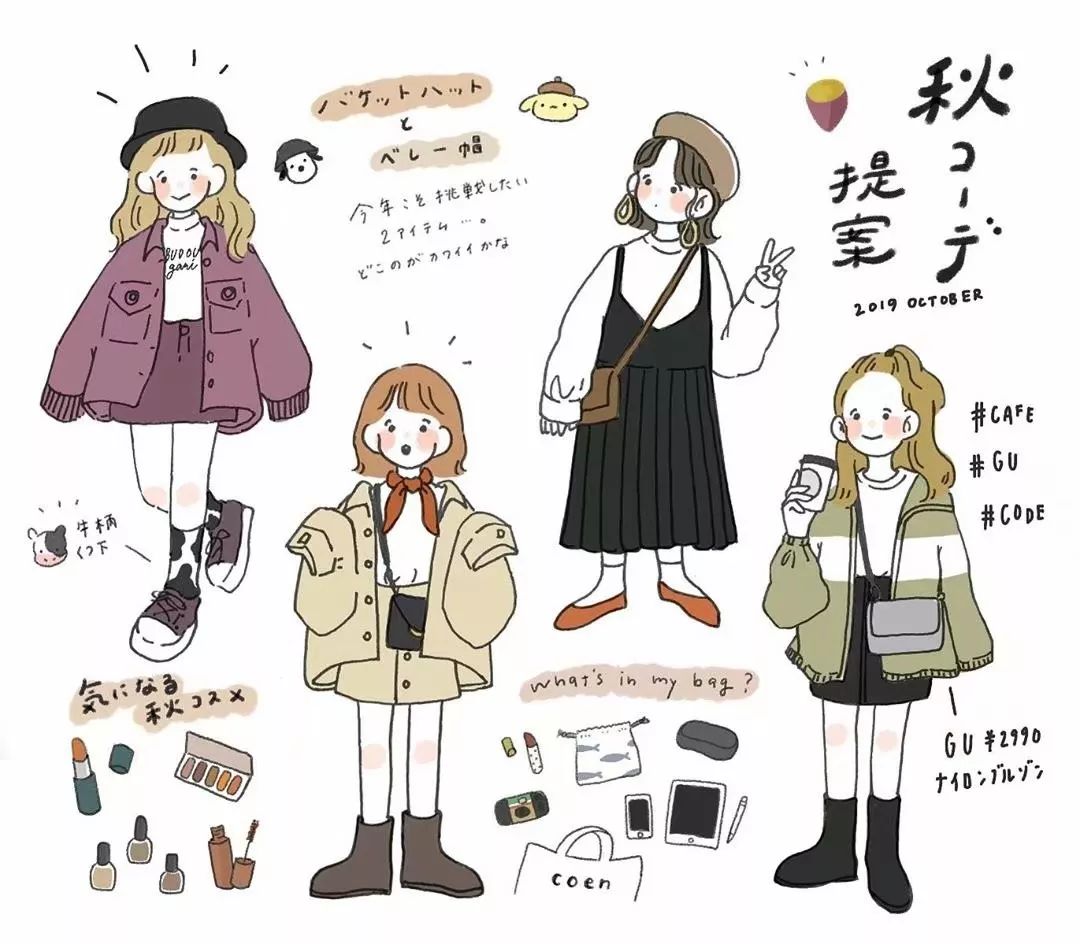 バケットハット
と
ベレー帽
今年こそ挑戦したい
2アイテム…。
どこのがカワイイかな
秋コーデ
提案
2019 OCTOBER
BUDOU
gari
牛柄
くつ下
#CAFE
#GU
#CODE
気になる
秋コスメ
what's in my bag?
coen
GU ¥2990
ナイロンブルゾン